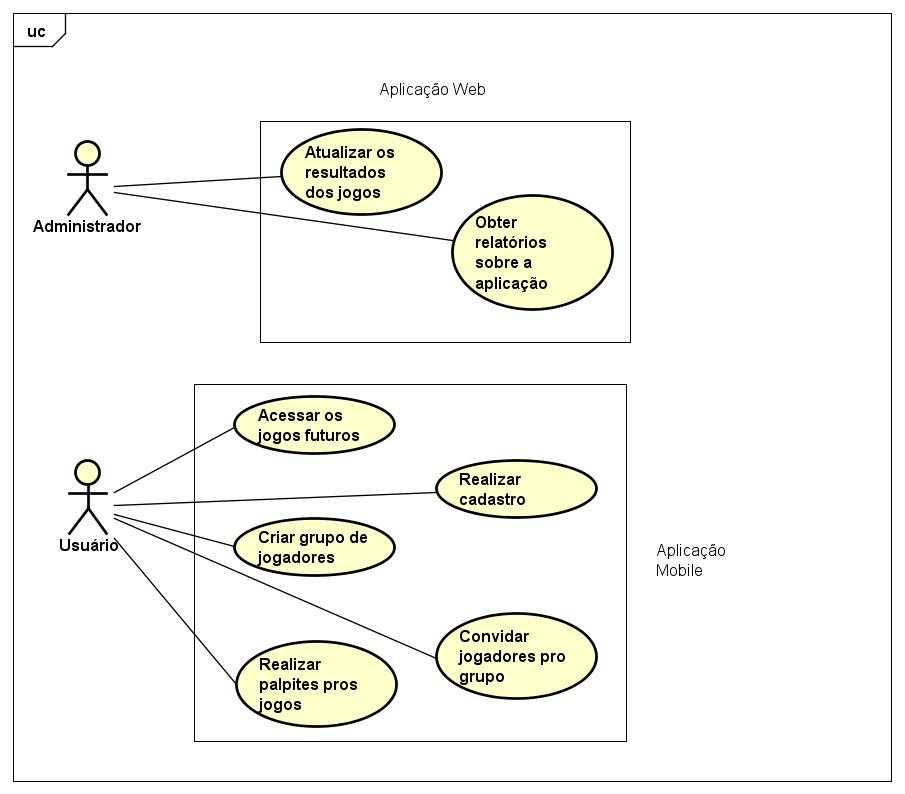 uc
Aplicação Web
Atualizar os
resultados
dos jogos
Administrador
Obter
relatórios
sobre a
aplicação
Acessar os
jogos futuros
Realizar
cadastro
Usuário
Criar grupo de
jogadores
Aplicação
Mobile
Convidar
jogadores pro
grupo
Realizar
palpites pros
jogos